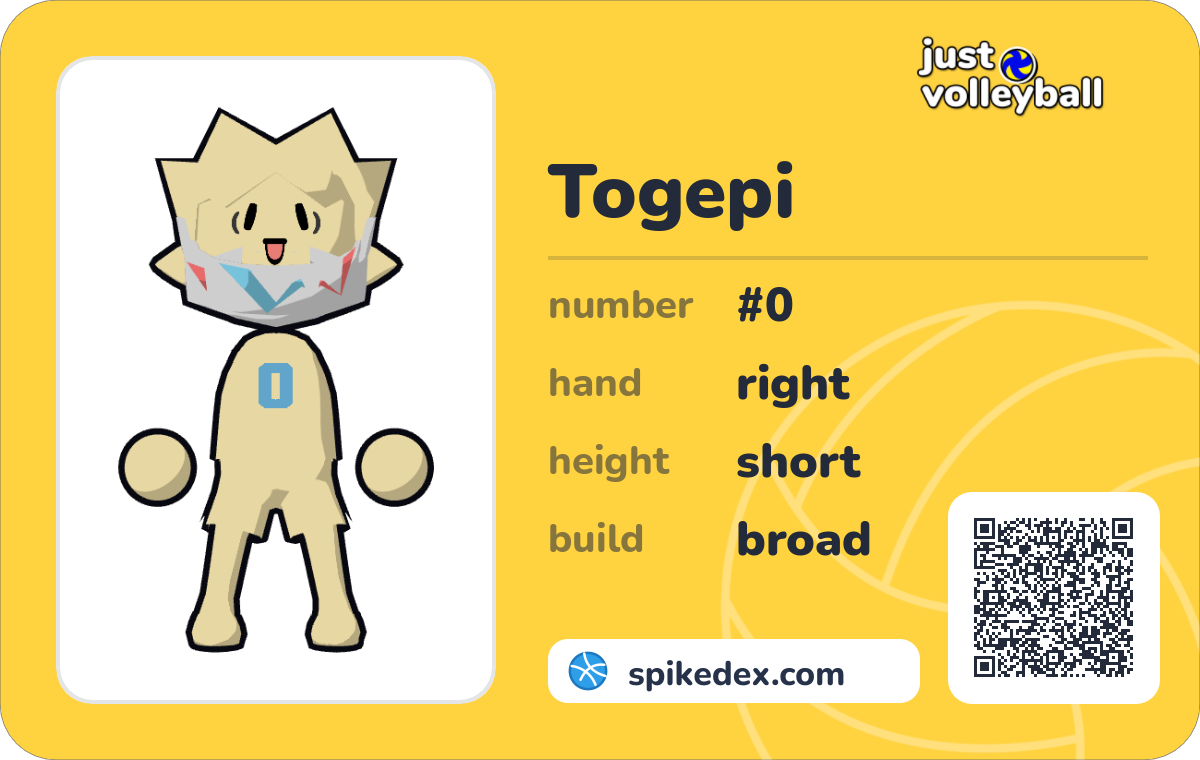 just
volleyball
Togepi
number #0
hand right
height short
build broad
0
spikedex.com